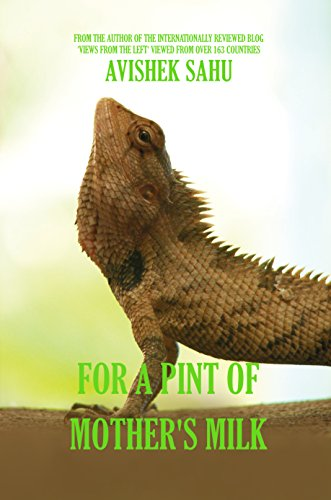 FROM THE AUTHOR OF THE INTERNATIONALLY REVIEWED BLOG
'VIEWS FROM THE LEFT' VIEWED FROM OVER 163 COUNTRIES
AVISHEK SAHU
FOR A PINT OF
MOTHER'S MILK